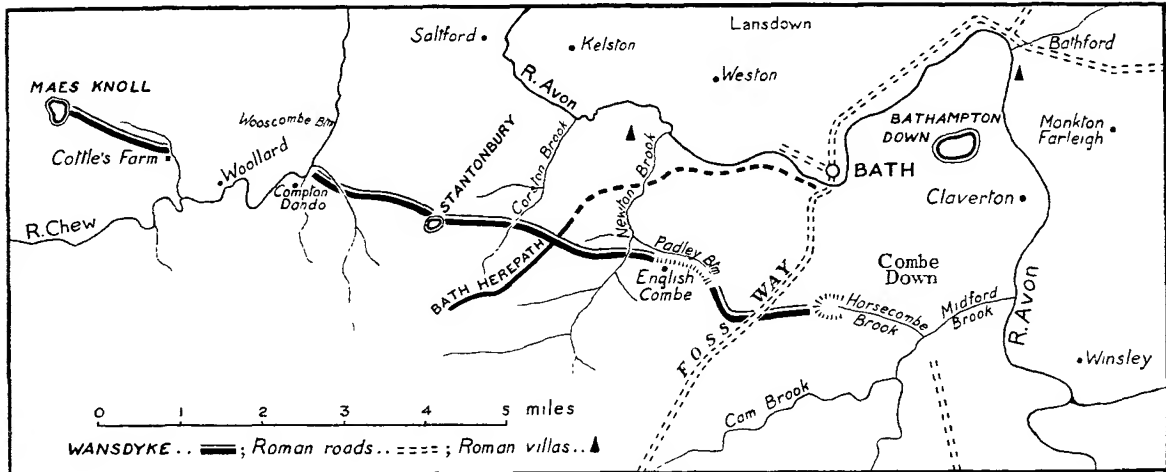 Lansdown
Saltford
Kelston
Bathford
R. Avon
Weston
MAES KNOLL
Wooscombe Btm
BATHAMPTON
DOWN
Monkton
Farleigh
STANTONBURY
Corston Brook
Newton Brook
Cottle's Farm
Woollard
BATH
Compton
Dando
Claverton
R. Chew
Padley Btm
BATH HEREPATH
English
Combe
Combe
Down
FOSS WAY
Horsecombe
Brook
Midford
Brook
R. Avon
Winsley
Cam Brook
0 1 2 3 4 5 miles
WANSDYKE .. ; Roman roads .. ; Roman villas ..